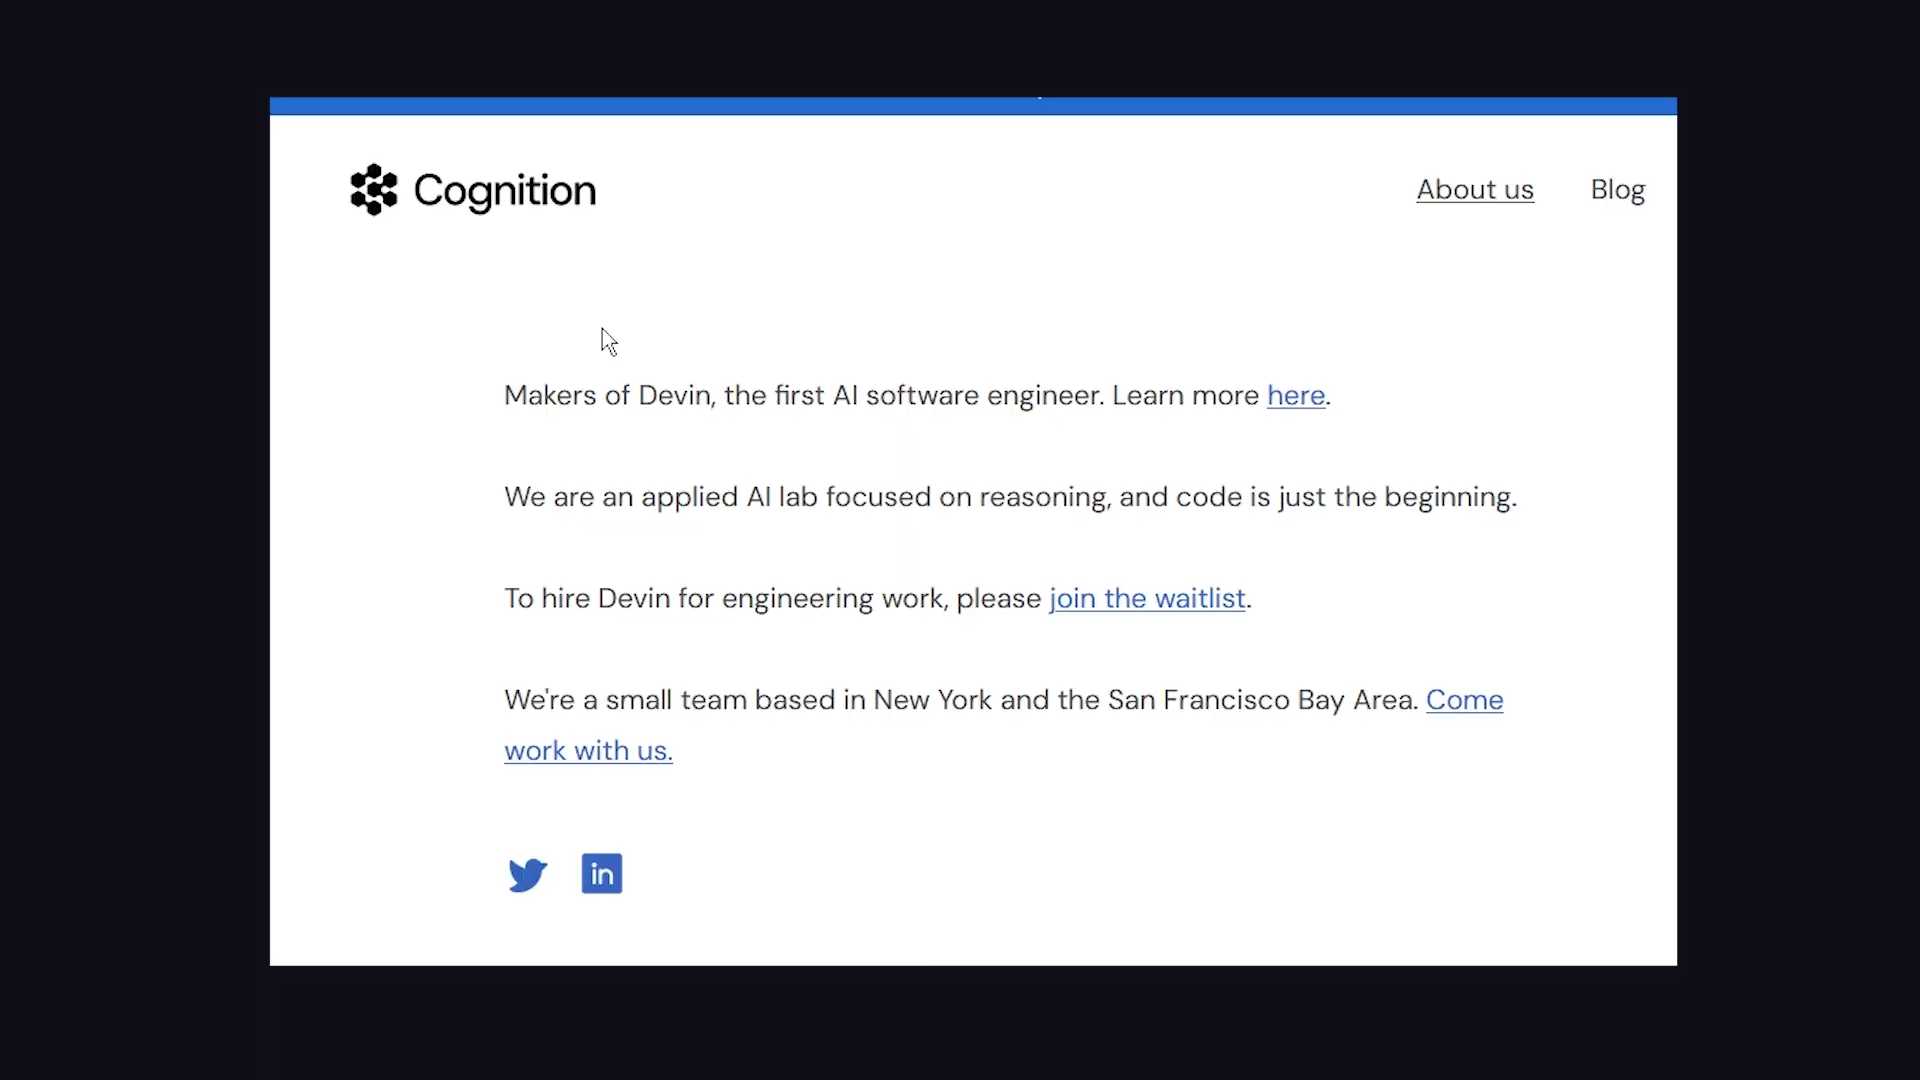 Cognition
About us
Blog
Makers of Devin, the first AI software engineer. Learn more here.
We are an applied AI lab focused on reasoning, and code is just the beginning.
To hire Devin for engineering work, please join the waitlist.
We're a small team based in New York and the San Francisco Bay Area. Come
work with us.
in